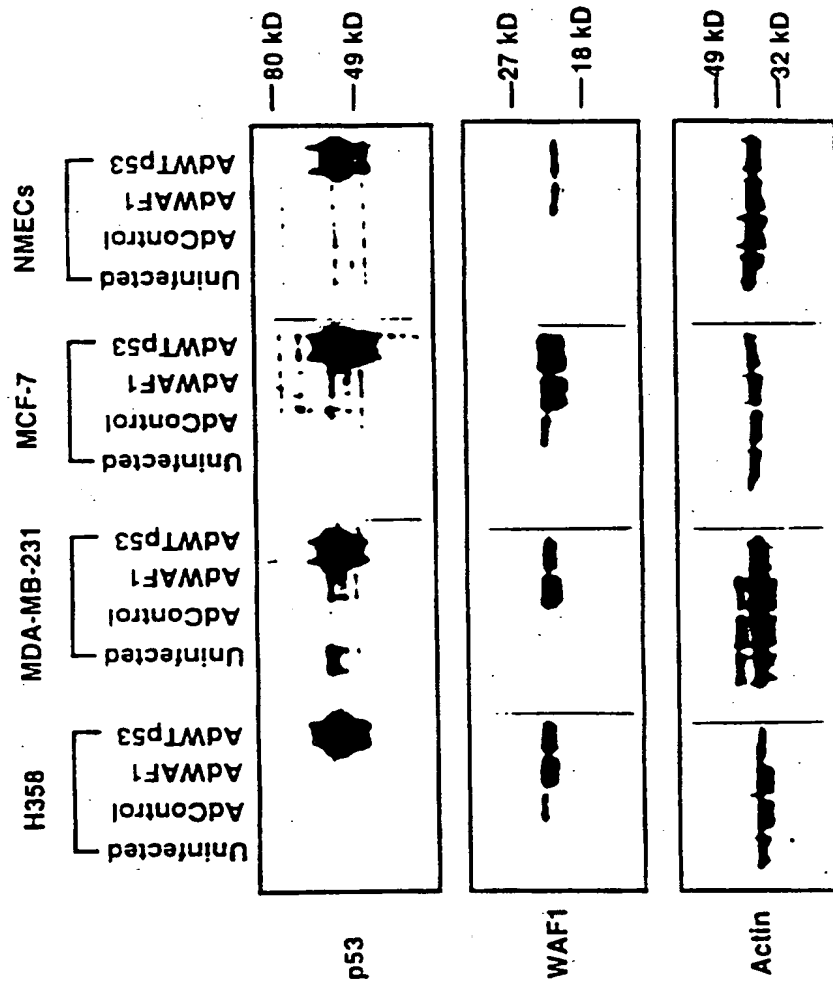 H358
MDA-MB-231
MCF-7
NMECs
Uninfected
AdControl
AdWAF1
AdWTp53
Uninfected
AdControl
AdWAF1
AdWTp53
Uninfected
AdControl
AdWAF1
AdWTp53
Uninfected
AdControl
AdWAF1
AdWTp53
p53
—80 kD
—49 kD
WAF1
—27 kD
—18 kD
Actin
—49 kD
—32 kD